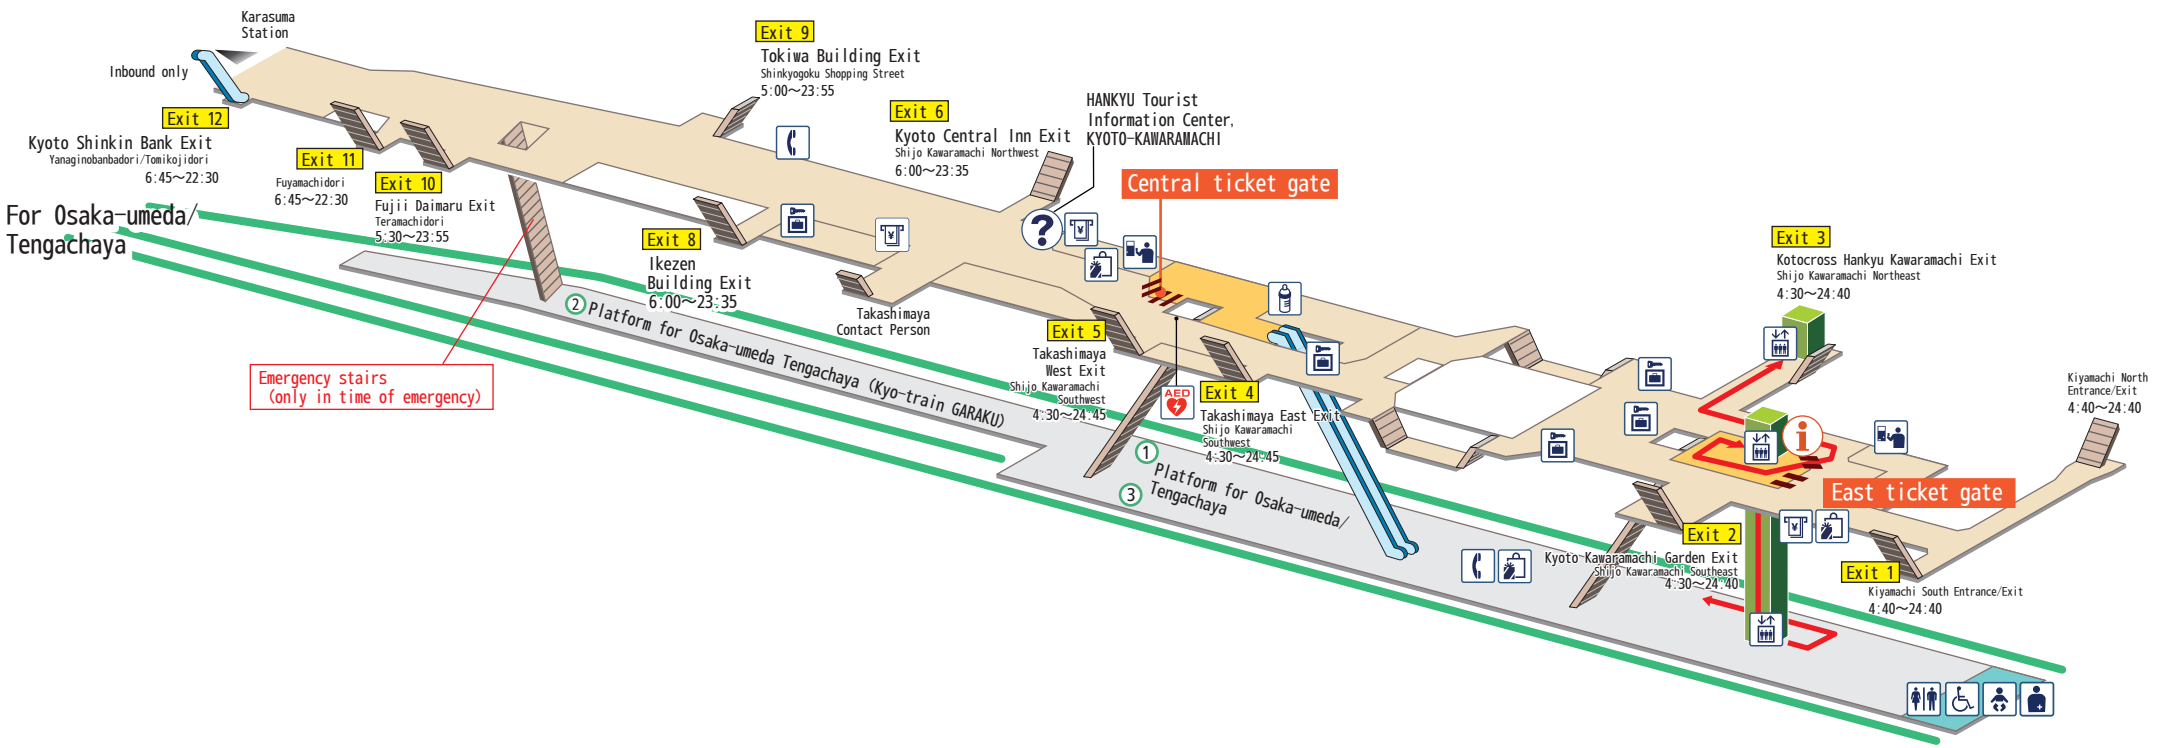 Karasuma
Station
Inbound only
Exit 12
Kyoto Shinkin Bank Exit
Yanaginobanbadori/Tomikojidori
6:45～22:30
Exit 11
Fuyamachidori
6:45～22:30
Exit 10
Fujii Daimaru Exit
Teramachidori
5:30～23:55
Exit 9
Tokiwa Building Exit
Shinkyogoku Shopping Street
5:00～23:55
Exit 8
Ikezen
Building Exit
6:00～23:35
Exit 6
Kyoto Central Inn Exit
Shijo Kawaramachi Northwest
6:00～23:35
HANKYU Tourist
Information Center,
KYOTO-KAWARAMACHI
?
¥
¥
Central ticket gate
Takashimaya
Contact Person
Exit 5
Takashimaya
West Exit
Shijo Kawaramachi
Southwest
4:30～24:45
AED
Exit 4
Takashimaya East Exit
Shijo Kawaramachi
Southwest
4:30～24:45
Exit 3
Kotocross Hankyu Kawaramachi Exit
Shijo Kawaramachi Northeast
4:30～24:40
Kiyamachi North
Entrance/Exit
4:40～24:40
i
East ticket gate
¥
Exit 2
Kyoto Kawaramachi Garden Exit
Shijo Kawaramachi Southeast
4:30～24:40
Exit 1
Kiyamachi South Entrance/Exit
4:40～24:40
For Osaka-umeda/
Tengachaya
Emergency stairs
(only in time of emergency)
② Platform for Osaka-umeda Tengachaya (Kyo-train GARAKU)
①
③
Platform for Osaka-umeda/
Tengachaya